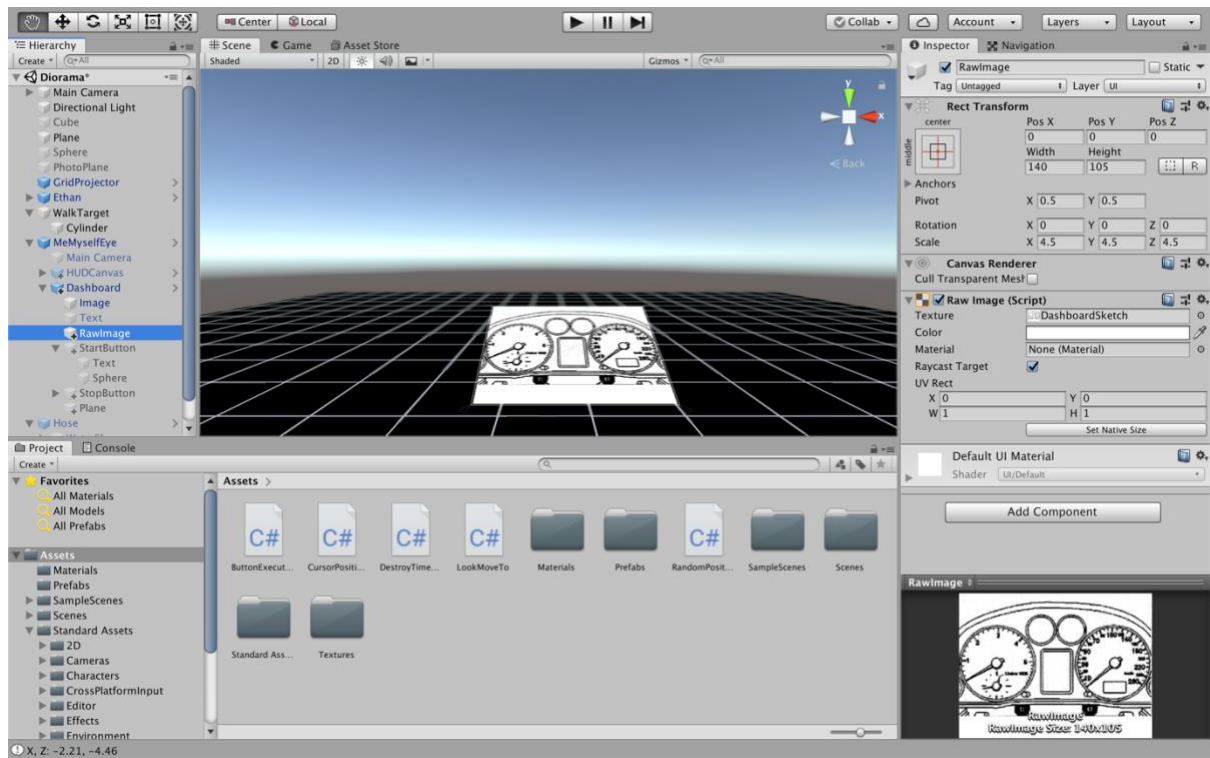 Center Local Collab Account Layers Layout
Hierarchy
Create All
Diorama*
Main Camera
Directional Light
Cube
Plane
Sphere
PhotoPlane
GridProjector
Ethan
WalkTarget
Cylinder
MeMyselfEye
Main Camera
HUDCanvas
Dashboard
Image
Text
RawImage
StartButton
Text
Sphere
StopButton
Plane
Hose
Scene Game Asset Store
Shaded 2D Gizmos All
y
x
Back
Inspector Navigation
RawImage Static
Tag Untagged Layer UI
Rect Transform
center Pos X Pos Y Pos Z
middle
0 0 0
Width Height
140 105 R
Anchors
Pivot X 0.5 Y 0.5
Rotation X 0 Y 0 Z 0
Scale X 4.5 Y 4.5 Z 4.5
Canvas Renderer
Cull Transparent Mesh
Raw Image (Script)
Texture DashboardSketch
Color
Material None (Material)
Raycast Target
UV Rect
X 0 Y 0
W 1 H 1
Set Native Size
Default UI Material
Shader UI/Default
Add Component
RawImage
RawImage
RawImage Size: 140x105
Project Console
Create
Favorites
All Materials
All Models
All Prefabs
Assets
Materials
Prefabs
SampleScenes
Scenes
Standard Assets
2D
Cameras
Characters
CrossPlatformInput
Editor
Effects
Environment
Assets
C# C# C# C# C#
ButtonExecut... CursorPositi... DestroyTime... LookMoveTo Materials Prefabs RandomPosit... SampleScenes Scenes
Standard Ass... Textures
X, Z: -2.21, -4.46